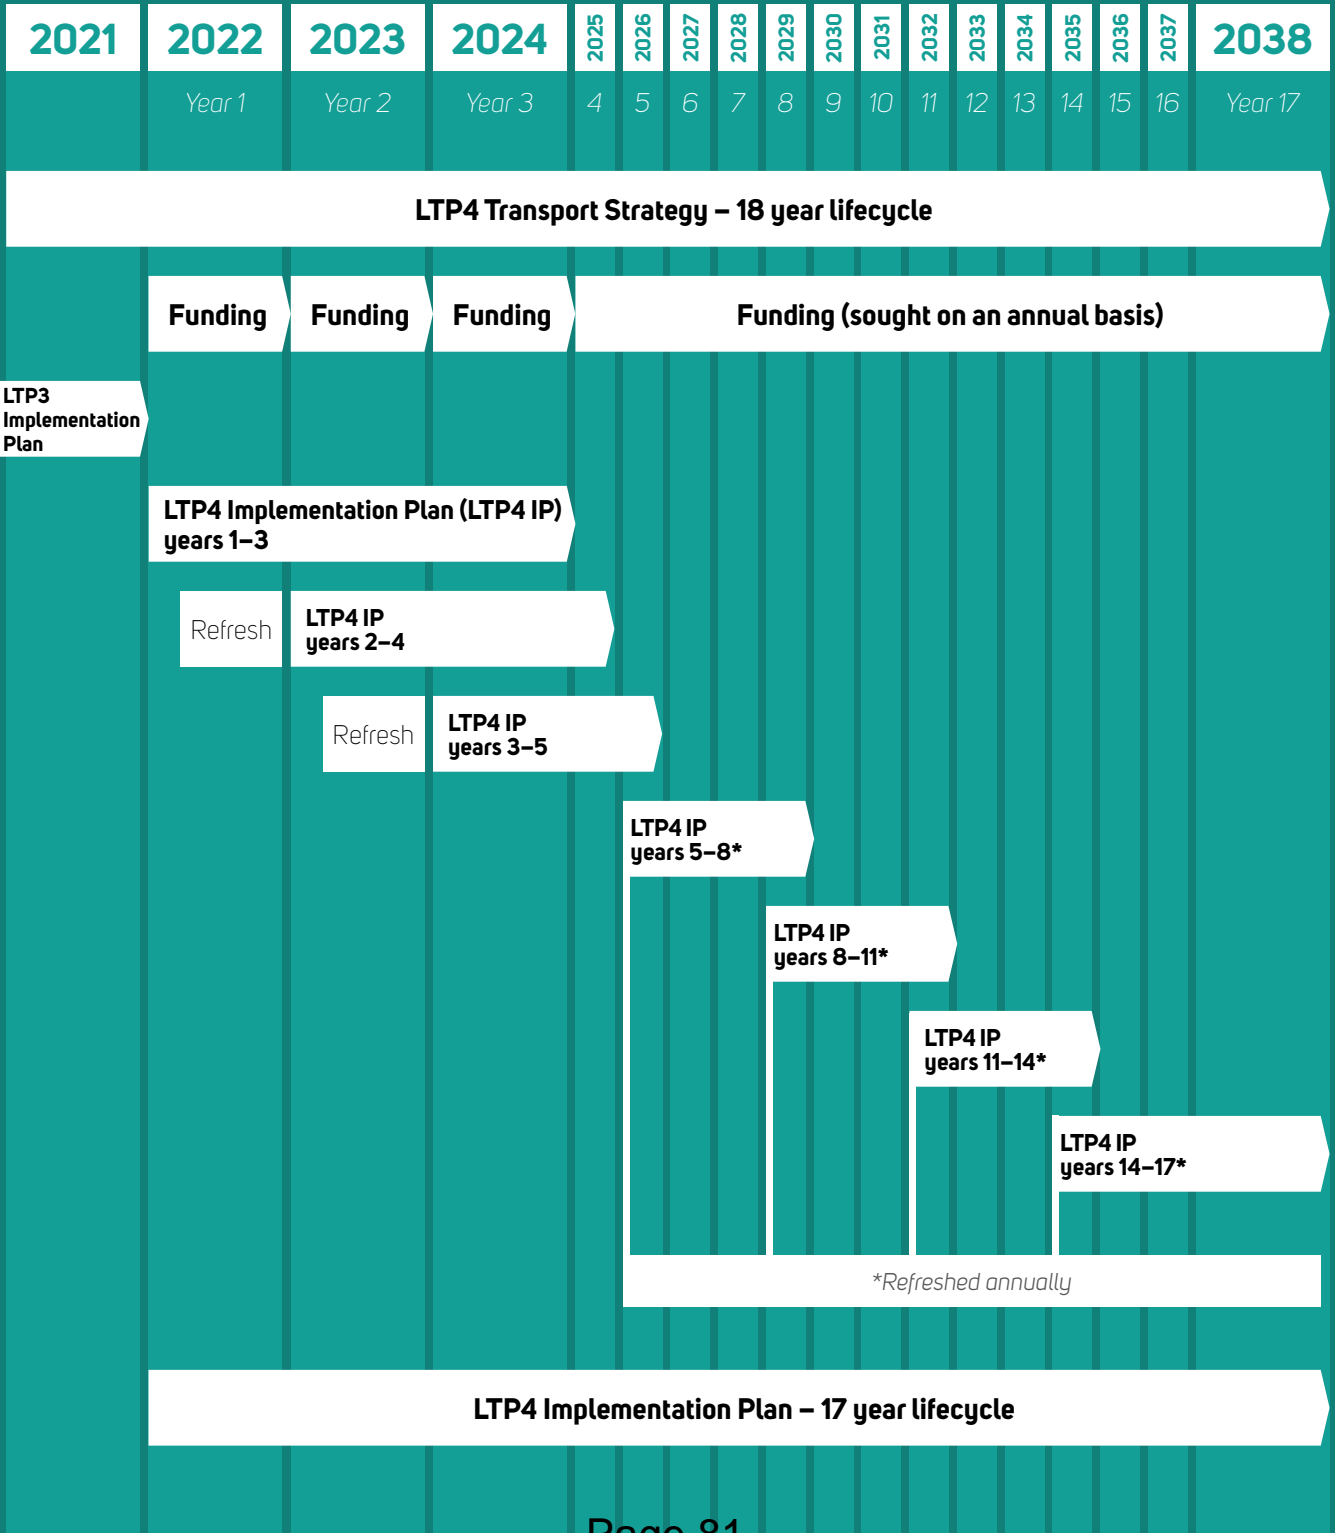 2021 2022 2023 2024 2025 2026 2027 2028 2029 2030 2031 2032 2033 2034 2035 2036 2037 2038
Year 1 Year 2 Year 3 4 5 6 7 8 9 10 11 12 13 14 15 16 Year 17
LTP4 Transport Strategy – 18 year lifecycle
Funding Funding Funding Funding (sought on an annual basis)
LTP3
Implementation
Plan
LTP4 Implementation Plan (LTP4 IP)
years 1–3
Refresh
LTP4 IP
years 2–4
Refresh
LTP4 IP
years 3–5
LTP4 IP
years 5–8*
LTP4 IP
years 8–11*
LTP4 IP
years 11–14*
LTP4 IP
years 14–17*
*Refreshed annually
LTP4 Implementation Plan – 17 year lifecycle
Page 81